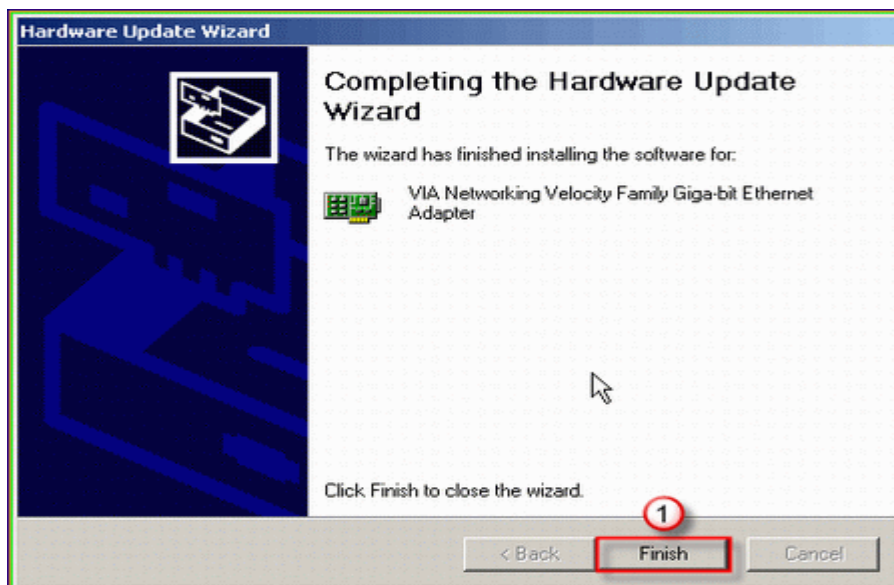 Hardware Update Wizard
Completing the Hardware Update
Wizard
The wizard has finished installing the software for:
VIA Networking Velocity Family Giga-bit Ethernet
Adapter
Click Finish to close the wizard.
1
< Back Finish Cancel